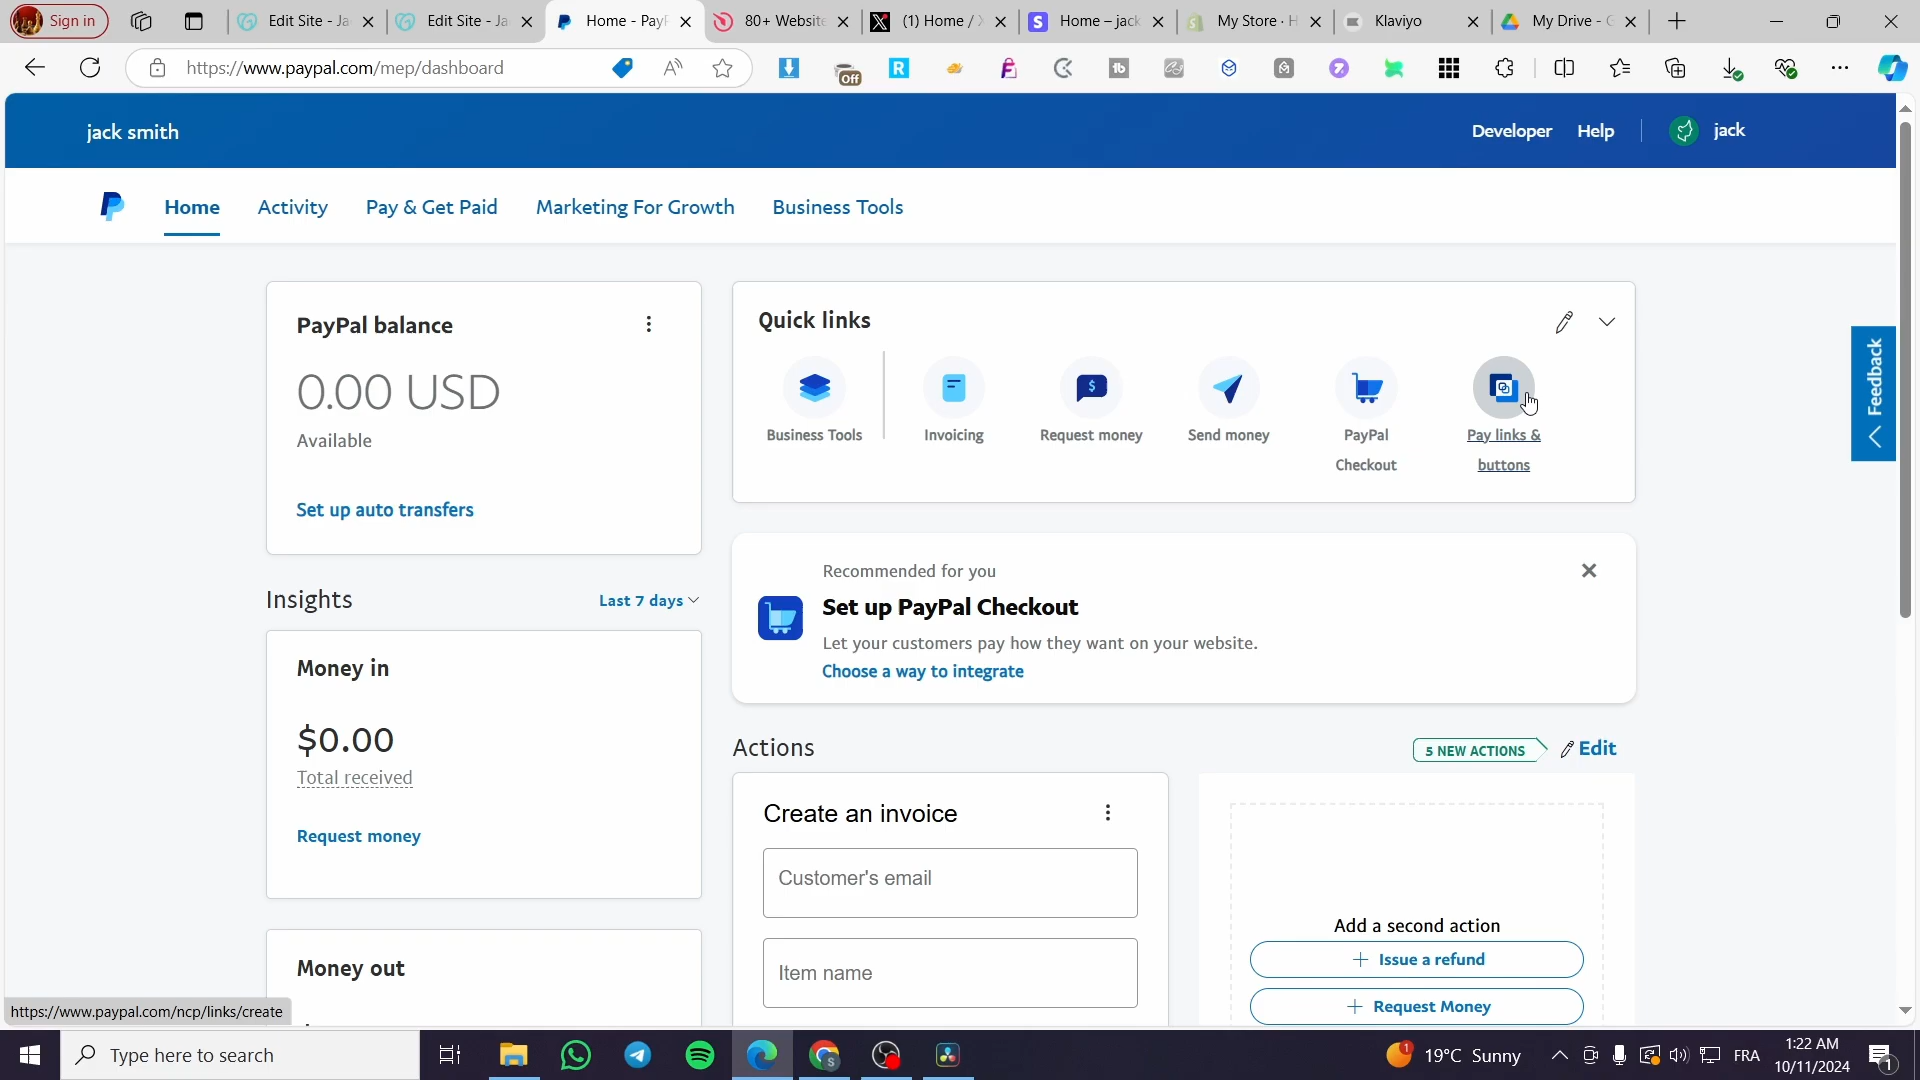 Sign in
Edit Site - Ja
Edit Site - Ja
Home - PayP
80+ Website
(1) Home / X
Home – jack
My Store · H
Klaviyo
My Drive - G
https://www.paypal.com/mep/dashboard
Off
jack smith
Developer
Help
jack
Home
Activity
Pay & Get Paid
Marketing For Growth
Business Tools
PayPal balance
0.00 USD
Available
Set up auto transfers
Quick links
Business Tools
Invoicing
Request money
Send money
PayPal
Checkout
Pay links &
buttons
Feedback
Recommended for you
Set up PayPal Checkout
Let your customers pay how they want on your website.
Choose a way to integrate
Insights
Last 7 days
Money in
$0.00
Total received
Request money
Actions
5 NEW ACTIONS
Edit
Create an invoice
Customer's email
Item name
Add a second action
Issue a refund
Request Money
Money out
https://www.paypal.com/ncp/links/create
Type here to search
1
19°C Sunny
FRA
1:22 AM
10/11/2024
1